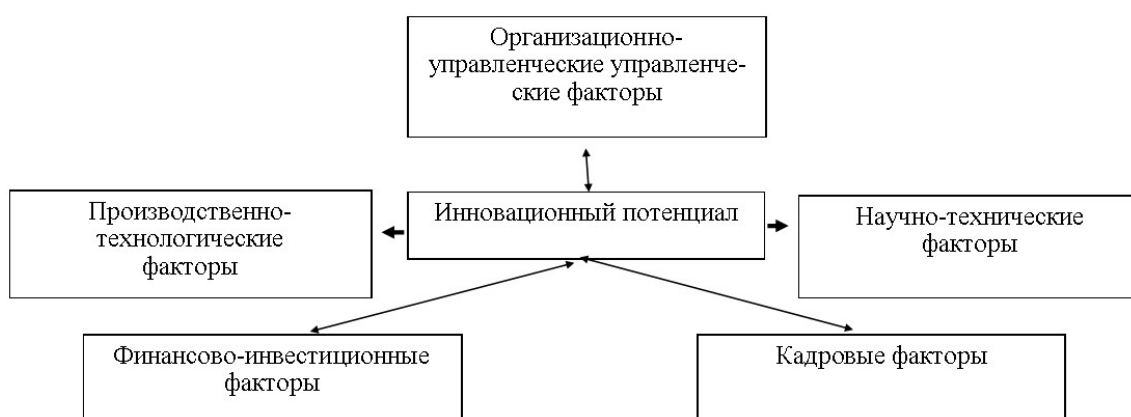 Организационно-
управленческие управленче-
ские факторы
Производственно-
технологические
факторы
Инновационный потенциал
Научно-технические
факторы
Финансово-инвестиционные
факторы
Кадровые факторы